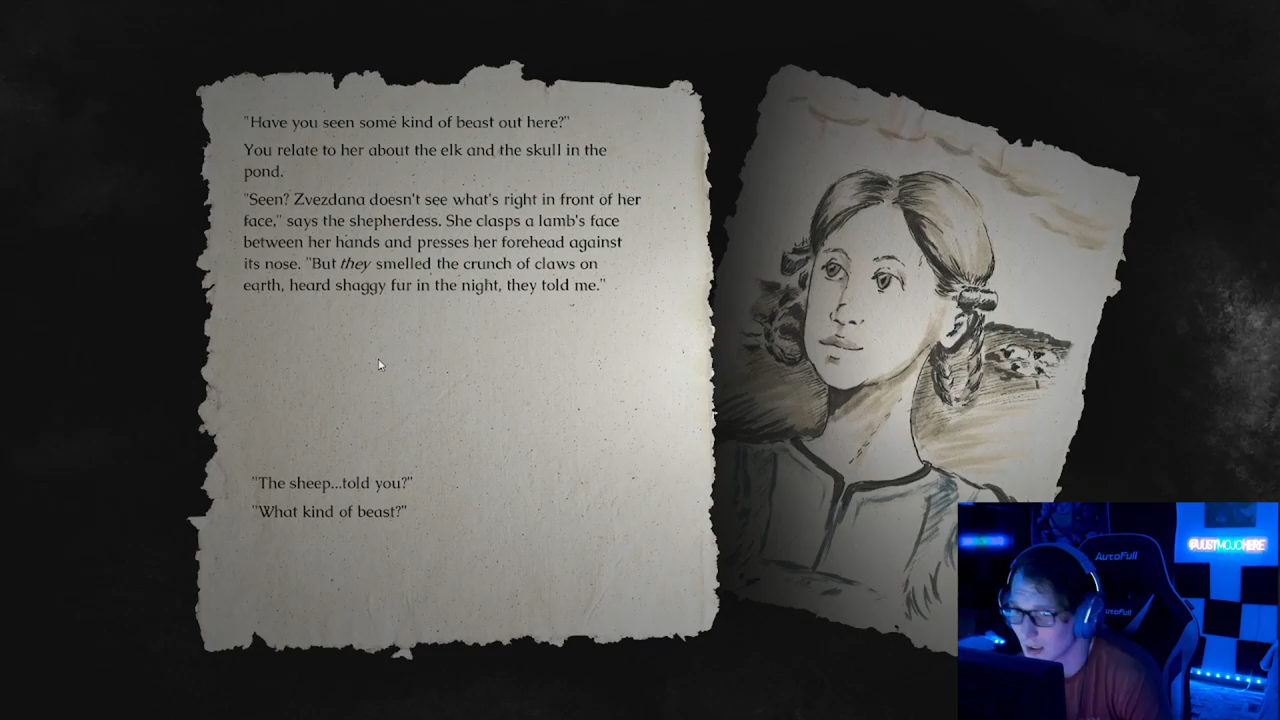 "Have you seen some kind of beast out here?"
You relate to her about the elk and the skull in the
pond.
"Seen? Zvezdana doesn't see what's right in front of her
face," says the shepherdess. She clasps a lamb's face
between her hands and presses her forehead against
its nose. "But they smelled the crunch of claws on
earth, heard shaggy fur in the night, they told me."
"The sheep...told you?"
"What kind of beast?"
@JUSTMOJOHERE
AutoFull
AutoFull